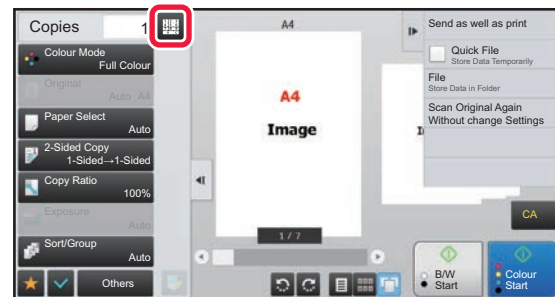 Copies 1
Colour Mode
Full Colour
Original
Auto A4
Paper Select
Auto
2-Sided Copy
1-Sided→1-Sided
Copy Ratio
100%
Exposure
Auto
Sort/Group
Auto
Others
A4
A4
Image
1 / 7
Send as well as print
Quick File
Store Data Temporarily
File
Store Data in Folder
Scan Original Again
Without change Settings
CA
B/W
Start
Colour
Start